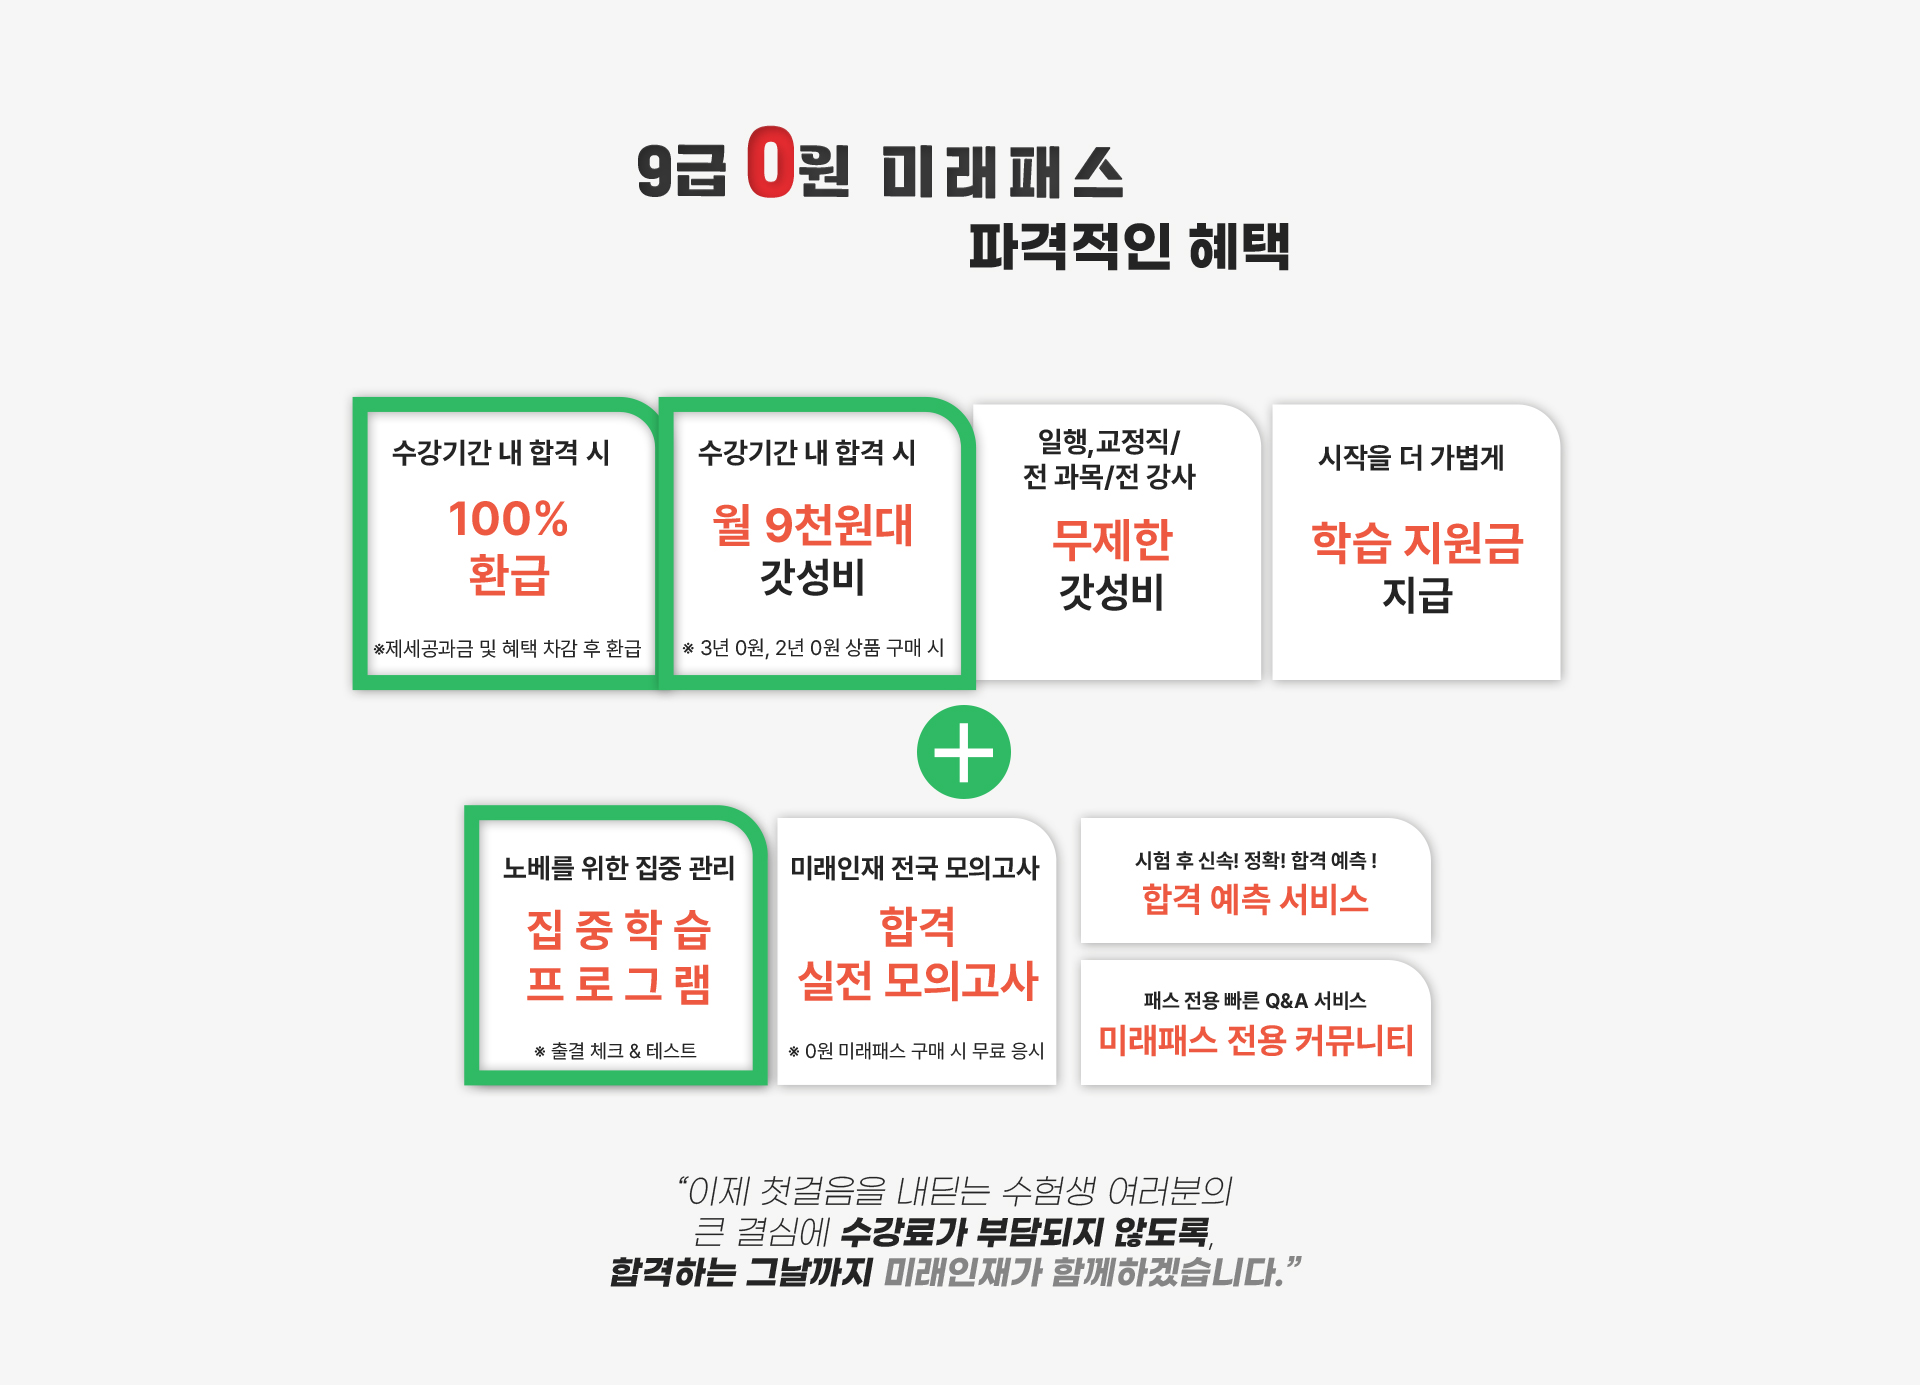 9급 0원 미래패스
파격적인 혜택
수강기간 내 합격 시
100%
환급
※제세공과금 및 혜택 차감 후 환급
수강기간 내 합격 시
월 9천원대
갓성비
※ 3년 0원, 2년 0원 상품 구매 시
일행,교정직/
전 과목/전 강사
무제한
갓성비
시작을 더 가볍게
학습 지원금
지급
노베를 위한 집중 관리
집 중 학 습
프 로 그 램
※ 출결 체크 & 테스트
미래인재 전국 모의고사
합격
실전 모의고사
※ 0원 미래패스 구매 시 무료 응시
시험 후 신속! 정확! 합격 예측 !
합격 예측 서비스
패스 전용 빠른 Q&A 서비스
미래패스 전용 커뮤니티
“이제 첫걸음을 내딛는 수험생 여러분의
큰 결심에 수강료가 부담되지 않도록,
합격하는 그날까지 미래인재가 함께하겠습니다.”